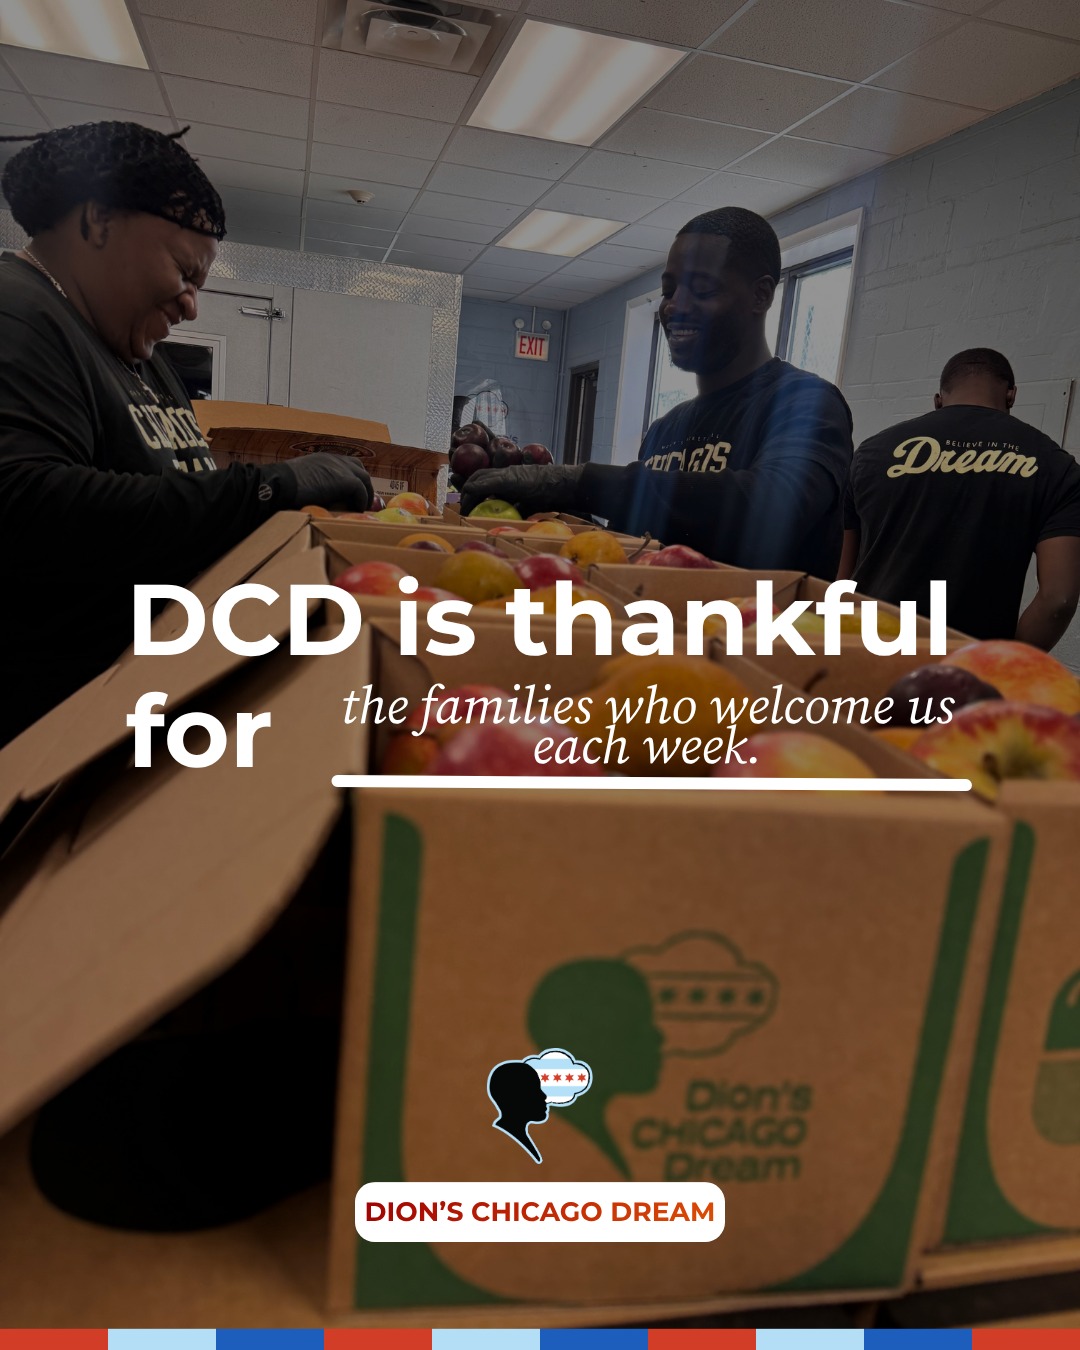 EXIT
BELIEVE IN THE
Dream
DCD is thankful
for the families who welcome us
each week.
Dion's
CHICAGO
Dream
DION’S CHICAGO DREAM